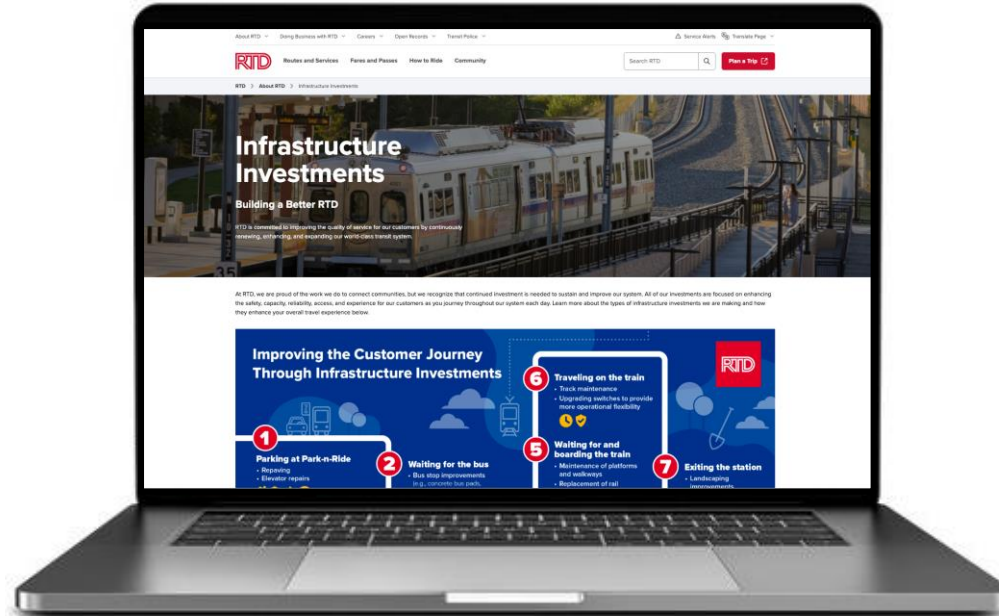 About RTD
Doing Business with RTD
Careers
Open Records
Transit Police
Service Alerts
Translate Page
RTD
Routes and Services
Fares and Passes
How to Ride
Community
Search RTD
Plan a Trip
RTD > About RTD > Infrastructure Investments
Infrastructure
Investments
Building a Better RTD
RTD is committed to improving the quality of service for our customers by continuously
renewing, enhancing, and expanding our world-class transit system.
35
At RTD, we are proud of the work we do to connect communities, but we recognize that continued investment is needed to sustain and improve our system. All of our investments are focused on enhancing
the safety, capacity, reliability, access, and experience for our customers as you journey throughout our system each day. Learn more about the types of infrastructure investments we are making and how
they enhance your overall travel experience below.
Improving the Customer Journey
Through Infrastructure Investments
RTD
1
Parking at Park-n-Ride
• Repaving
• Elevator repairs
2
Waiting for the bus
• Bus stop improvements
(e.g., concrete bus pads,
6
Traveling on the train
• Track maintenance
• Upgrading switches to provide
more operational flexibility
5
Waiting for and
boarding the train
• Maintenance of platforms
and walkways
• Replacement of rail
7
Exiting the station
• Landscaping
improvements